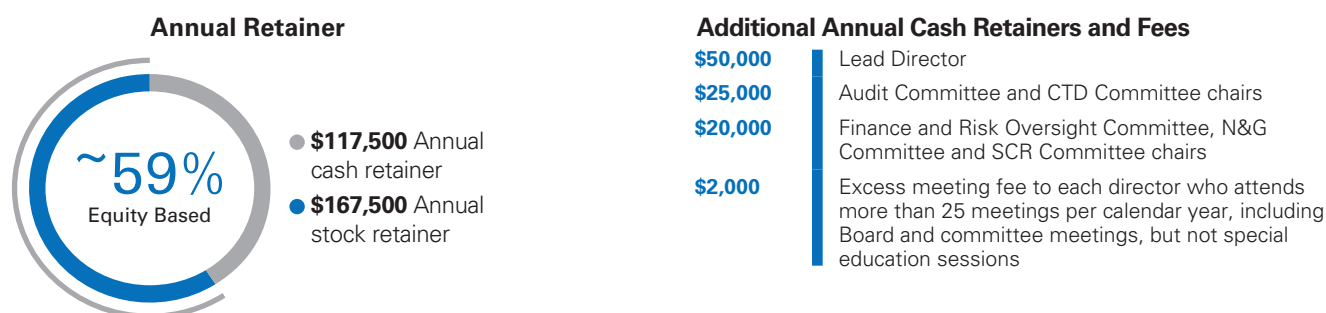 Annual Retainer
~59%
Equity Based
$117,500 Annual
cash retainer
$167,500 Annual
stock retainer
Additional Annual Cash Retainers and Fees
$50,000 Lead Director
$25,000 Audit Committee and CTD Committee chairs
$20,000 Finance and Risk Oversight Committee, N&G
Committee and SCR Committee chairs
$2,000 Excess meeting fee to each director who attends
more than 25 meetings per calendar year, including
Board and committee meetings, but not special
education sessions